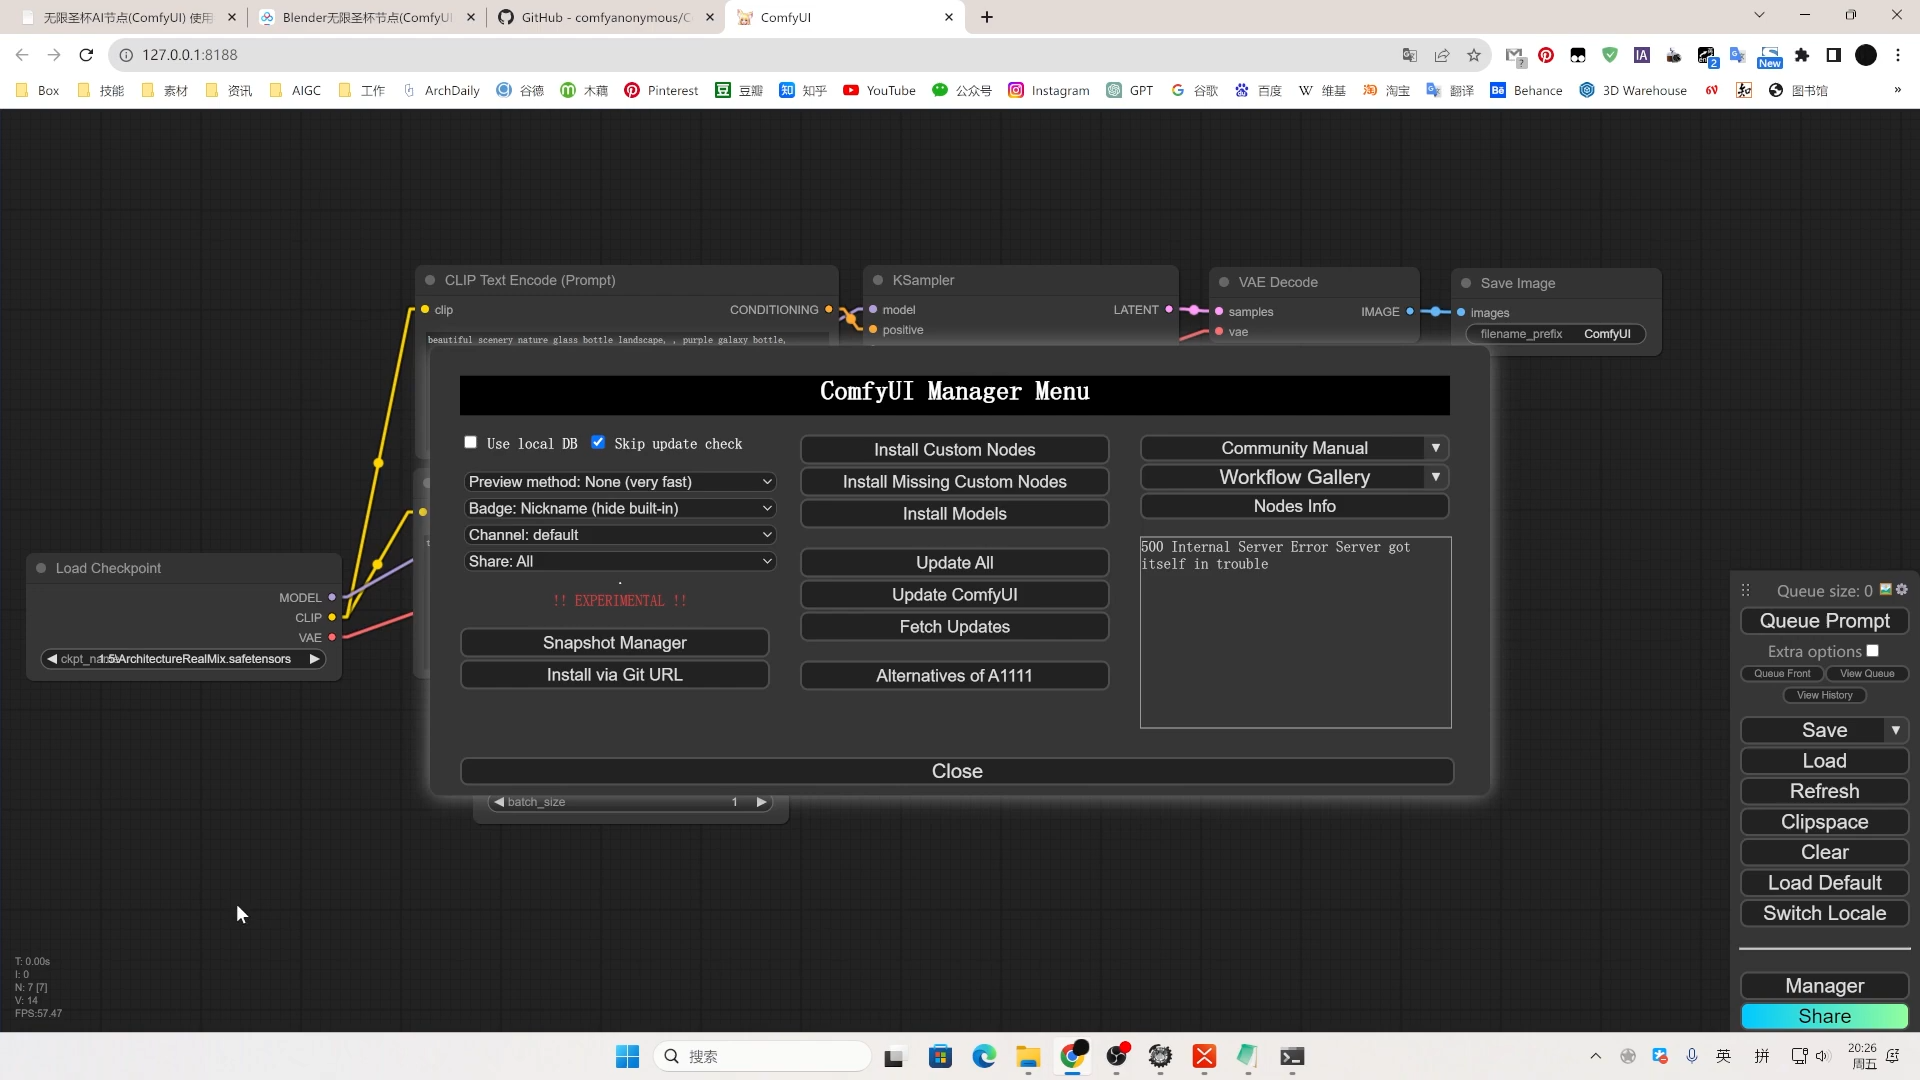 无限圣杯AI节点(ComfyUI) 使用
Blender无限圣杯节点(ComfyUI
GitHub - comfyanonymous/C
ComfyUI
127.0.0.1:8188
New
Box
技能
素材
资讯
AIGC
工作
ArchDaily
谷德
木藕
Pinterest
豆瓣
知乎
YouTube
公众号
Instagram
GPT
谷歌
百度
维基
淘宝
翻译
Behance
3D Warehouse
图书馆
CLIP Text Encode (Prompt)
clip
CONDITIONING
beautiful scenery nature glass bottle landscape, , purple galaxy bottle,
KSampler
model
LATENT
positive
VAE Decode
samples
IMAGE
vae
Save Image
images
filename_prefix ComfyUI
Load Checkpoint
MODEL
CLIP
VAE
1.5\ArchitectureRealMix.safetensors
ComfyUI Manager Menu
Use local DB
Skip update check
Preview method: None (very fast)
Badge: Nickname (hide built-in)
Channel: default
Share: All
!! EXPERIMENTAL !!
Snapshot Manager
Install via Git URL
Install Custom Nodes
Install Missing Custom Nodes
Install Models
Update All
Update ComfyUI
Fetch Updates
Alternatives of A1111
Community Manual
Workflow Gallery
Nodes Info
500 Internal Server Error Server got
itself in trouble
Close
batch_size 1
Queue size: 0
Queue Prompt
Extra options
Queue Front
View Queue
View History
Save
Load
Refresh
Clipspace
Clear
Load Default
Switch Locale
Manager
Share
T: 0.00s
I: 0
N: 7 [7]
V: 14
FPS:57.47
搜索
英
拼
20:26
周五